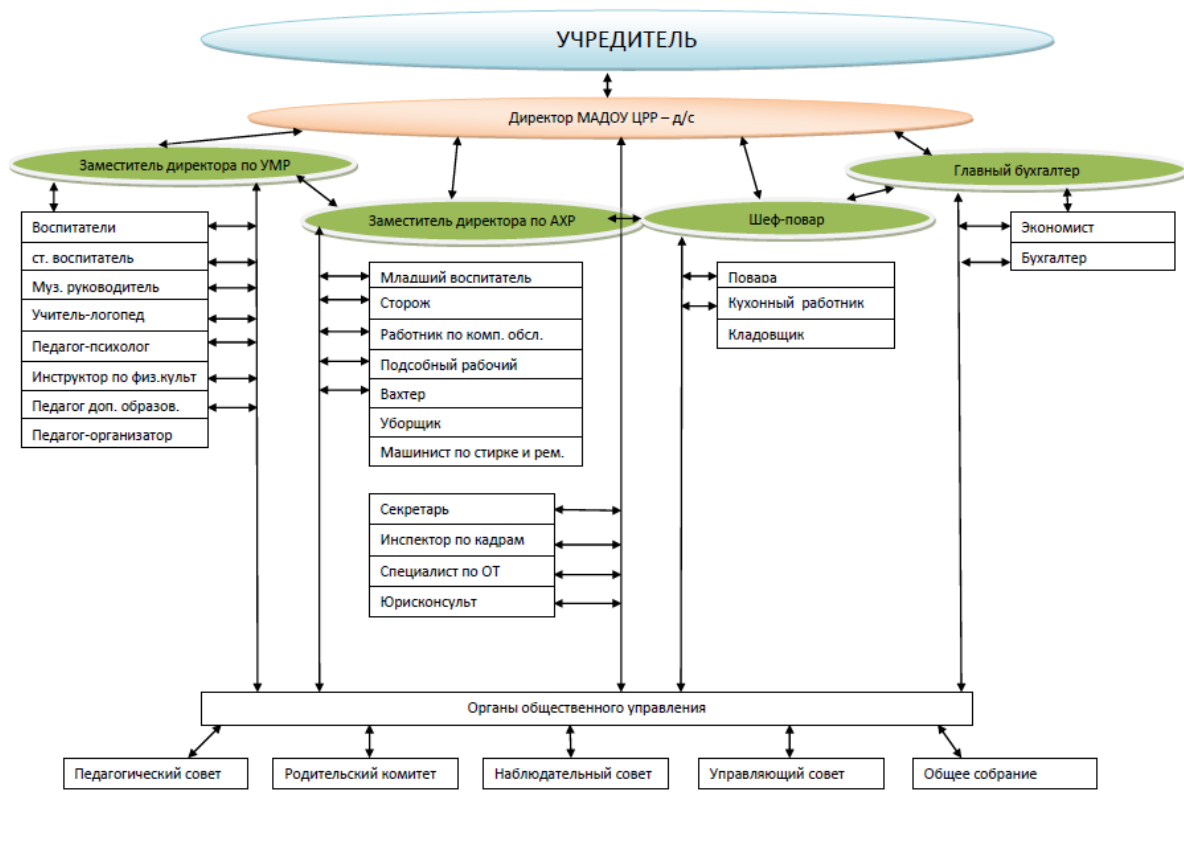 УЧРЕДИТЕЛЬ
Директор МАДОУ ЦРР – д/с
Заместитель директора по УМР
Главный бухгалтер
Заместитель директора по АХР
Шеф-повар
Воспитатели
ст. воспитатель
Муз. руководитель
Учитель-логопед
Педагог-психолог
Инструктор по физ.культ
Педагог доп. образов.
Педагог-организатор
Младший воспитатель
Сторож
Работник по комп. обсл.
Подсобный рабочий
Вахтер
Уборщик
Машинист по стирке и рем.
Повара
Кухонный работник
Кладовщик
Экономист
Бухгалтер
Секретарь
Инспектор по кадрам
Специалист по ОТ
Юрисконсульт
Органы общественного управления
Педагогический совет
Родительский комитет
Наблюдательный совет
Управляющий совет
Общее собрание